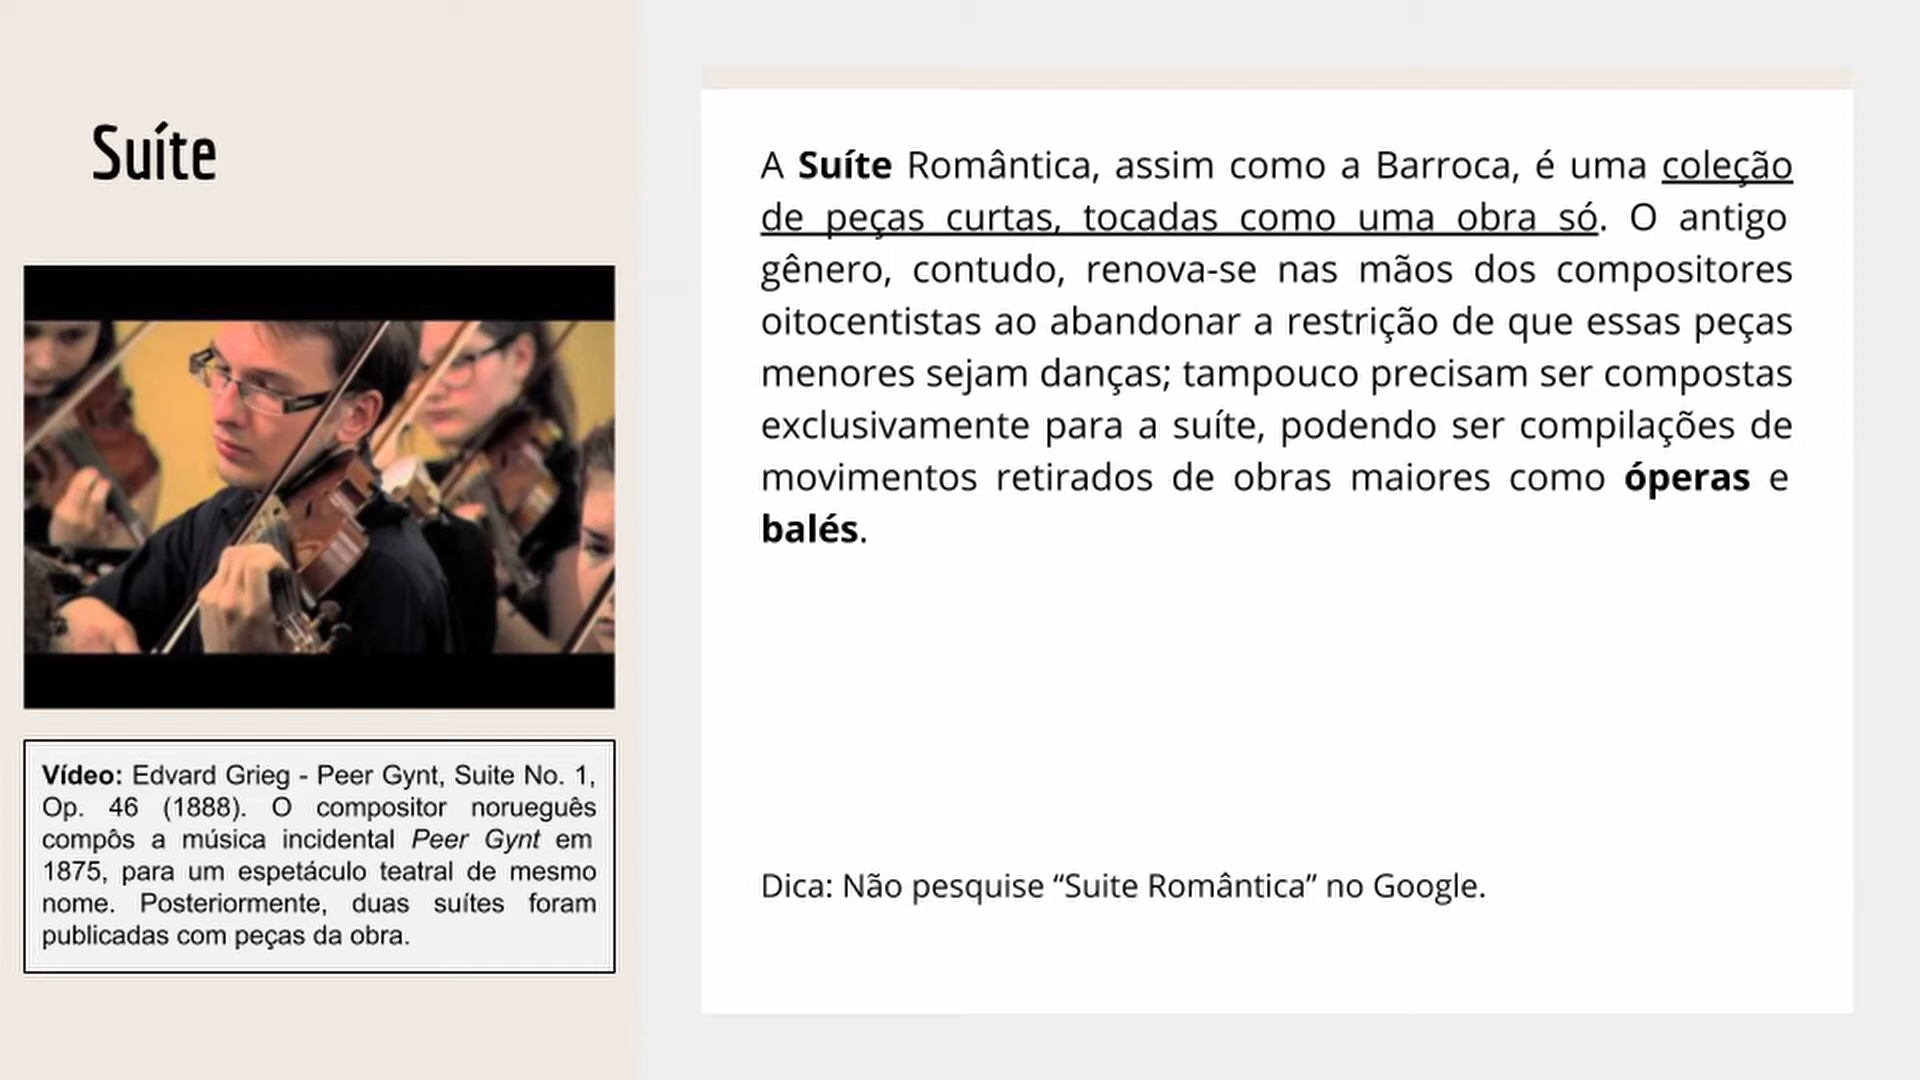 Suíte
Vídeo: Edvard Grieg - Peer Gynt, Suite No. 1,
Op. 46 (1888). O compositor norueguês
compôs a música incidental Peer Gynt em
1875, para um espetáculo teatral de mesmo
nome. Posteriormente, duas suítes foram
publicadas com peças da obra.
A Suíte Romântica, assim como a Barroca, é uma coleção
de peças curtas, tocadas como uma obra só. O antigo
gênero, contudo, renova-se nas mãos dos compositores
oitocentistas ao abandonar a restrição de que essas peças
menores sejam danças; tampouco precisam ser compostas
exclusivamente para a suíte, podendo ser compilações de
movimentos retirados de obras maiores como óperas e
balés.
Dica: Não pesquise “Suite Romântica” no Google.